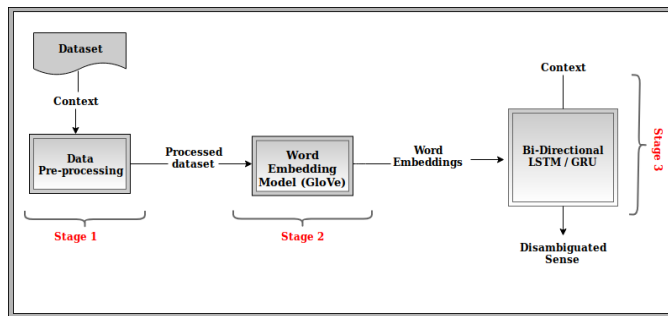 Dataset
Context
Data
Pre-processing
Stage 1
Processed
dataset
Word
Embedding
Model (GloVe)
Stage 2
Word
Embeddings
Context
Bi-Directional
LSTM / GRU
Disambiguated
Sense
Stage 3